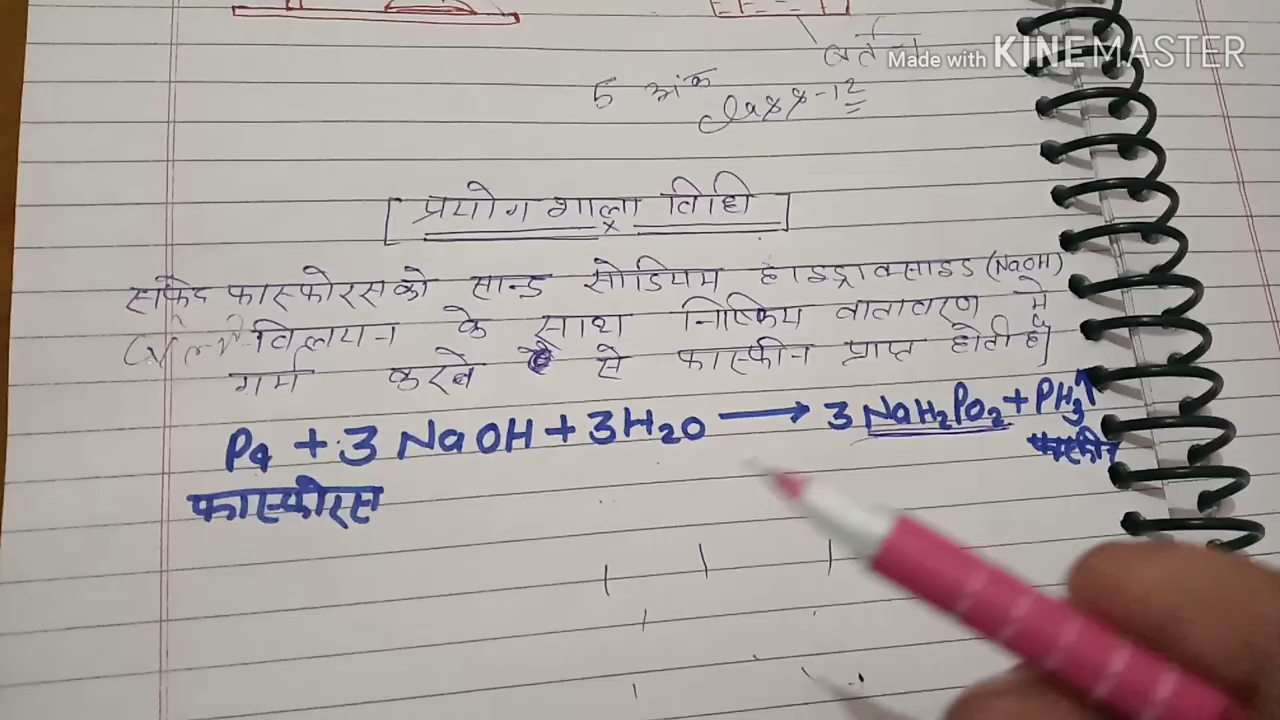 Made with KINEMASTER
5 अंक
Class-12
[प्रयोगशाला विधि]
सफेद फास्फोरस को सान्द्र सोडियम हाइड्राक्साइड (NaOH)
विलयन के साथ निष्क्रिय वातावरण में
गर्म करने से फास्फीन प्राप्त होती है।
P₄ + 3 NaOH + 3H₂O ⟶ 3 NaH₂PO₂ + PH₃↑
फास्फोरस फास्फीन